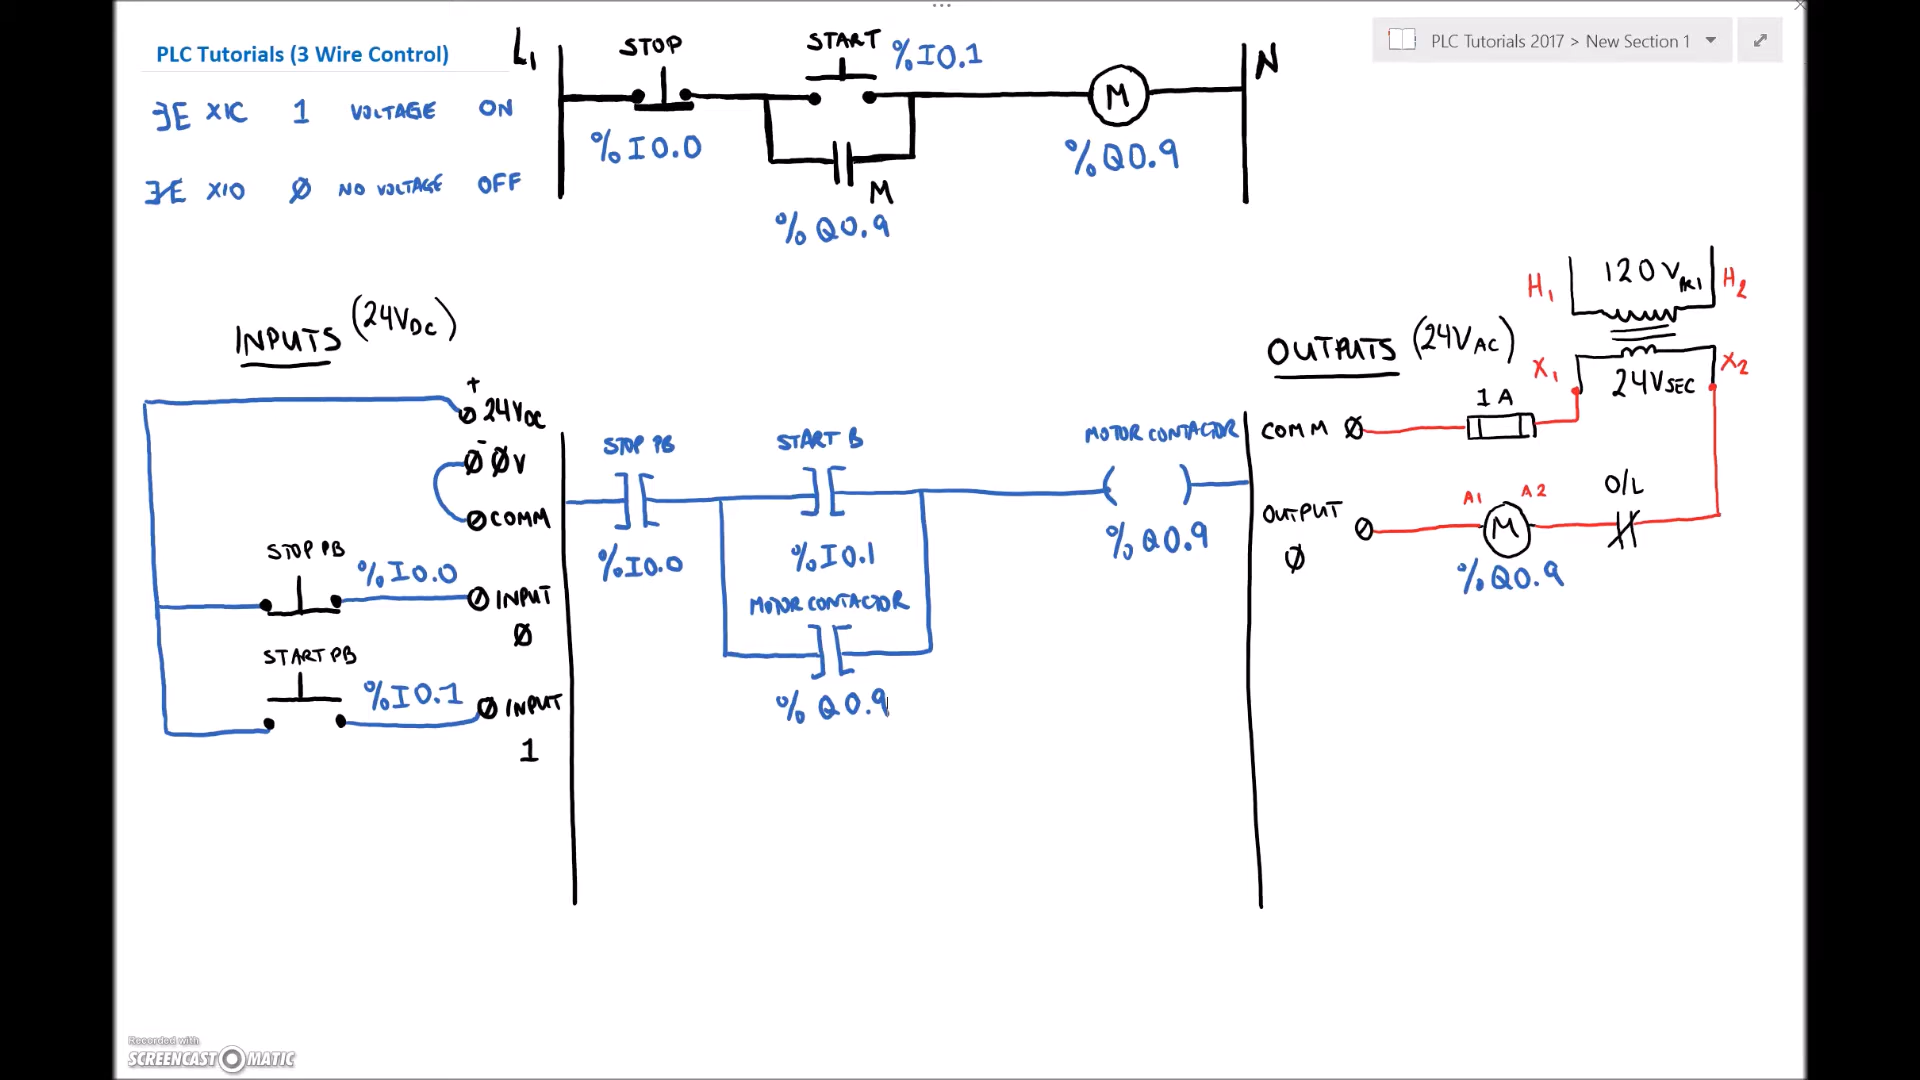 PLC Tutorials (3 Wire Control)
PLC Tutorials 2017 > New Section 1
L1 STOP START %I0.1 M N
XIC 1 VOLTAGE ON
%I0.0 %Q0.9
XIO Ø NO VOLTAGE OFF
M
%Q0.9
INPUTS (24VDC)
+
24VDC
- ØV
COMM
STOP PB
%I0.0
INPUT
Ø
START PB
%I0.1
INPUT
1
STOP PB
%I0.0
START B
%I0.1
MOTOR CONTACTOR
%Q0.9
MOTOR CONTACTOR
%Q0.9
OUTPUTS (24VAC)
H1 120V H2
X1 24VSEC X2
1A
COMM
O/L
A1 A2
OUTPUT
Ø
M
%Q0.9
Recorded with
SCREENCAST O MATIC